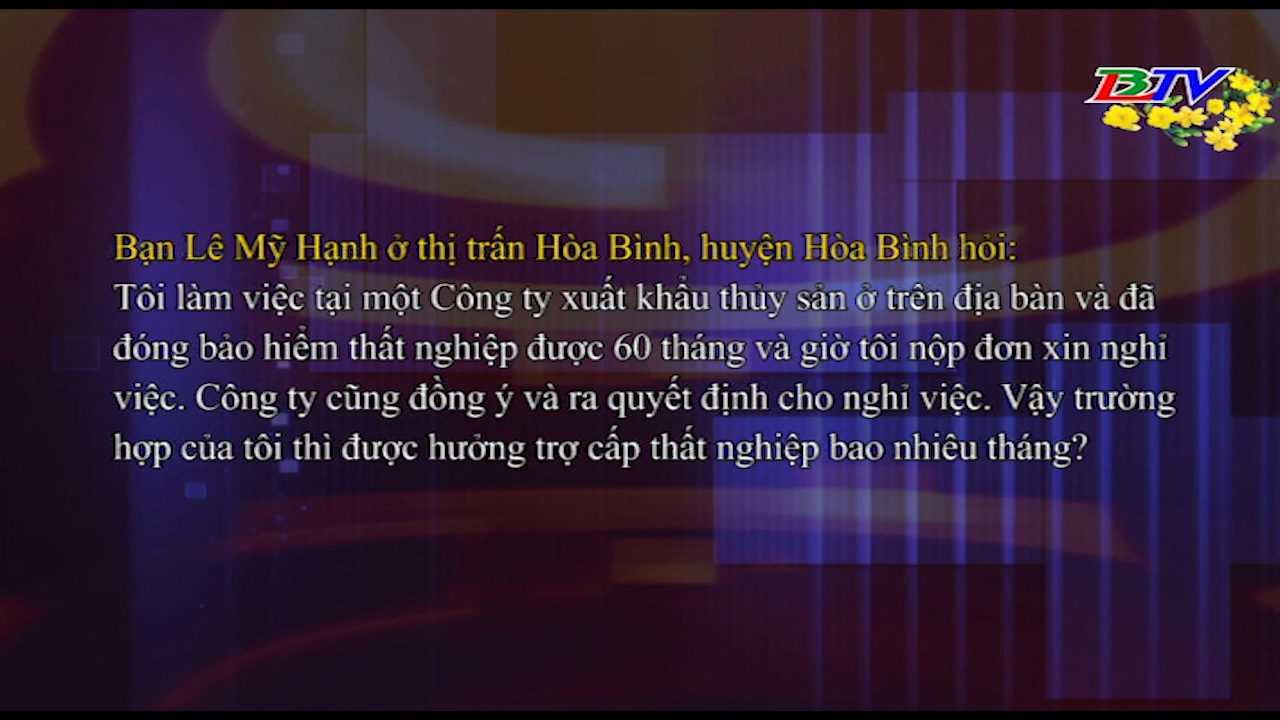 BTV
Bạn Lê Mỹ Hạnh ở thị trấn Hòa Bình, huyện Hòa Bình hỏi:
Tôi làm việc tại một Công ty xuất khẩu thủy sản ở trên địa bàn và đã
đóng bảo hiểm thất nghiệp được 60 tháng và giờ tôi nộp đơn xin nghỉ
việc. Công ty cũng đồng ý và ra quyết định cho nghỉ việc. Vậy trường
hợp của tôi thì được hưởng trợ cấp thất nghiệp bao nhiêu tháng?